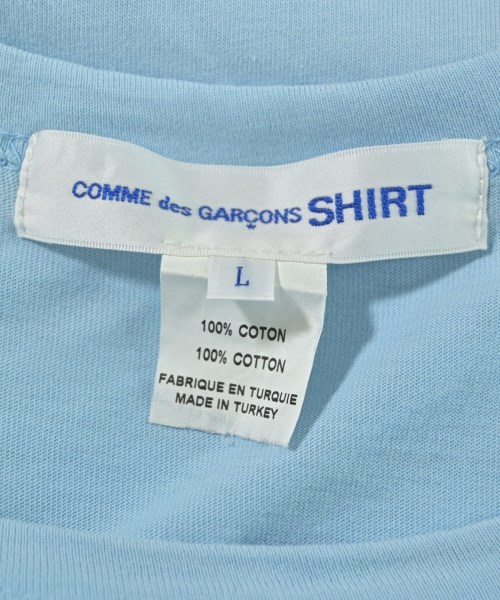 COMME des GARÇONS SHIRT
L
100% COTON
100% COTTON
FABRIQUE EN TURQUIE
MADE IN TURKEY